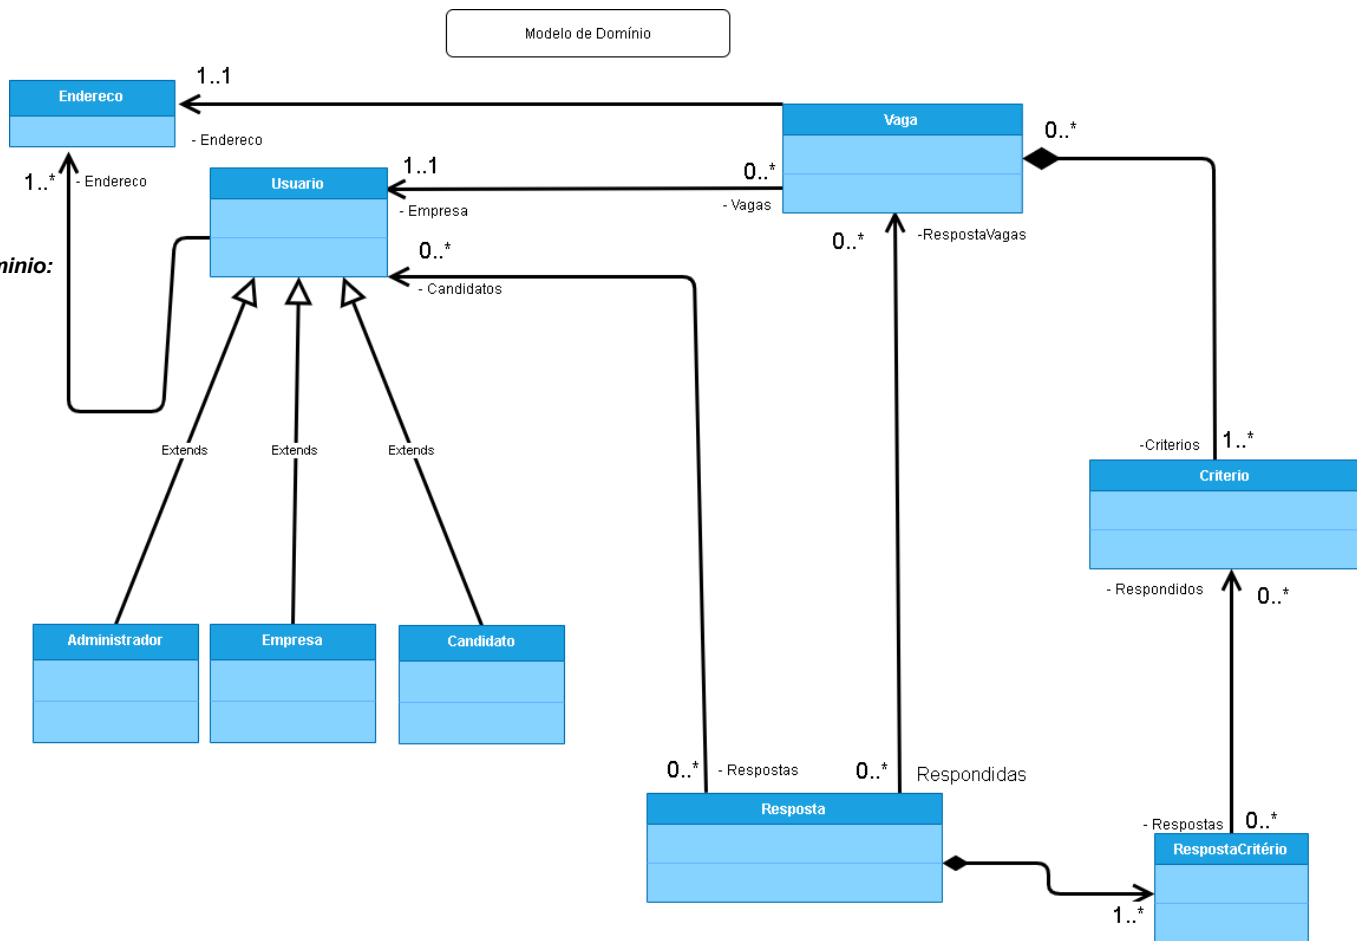 Modelo de Domínio
1..1
Endereco
Vaga
0..*
- Endereco
1..*
- Endereco
Usuario
1..1
0..*
- Empresa
- Vagas
0..*
-RespostaVagas
0..*
minio:
- Candidatos
Extends
Extends
Extends
-Criterios
1..*
Criterio
- Respondidos
0..*
Administrador
Empresa
Candidato
0..*
- Respostas
0..*
Respondidas
Resposta
- Respostas
0..*
RespostaCritério
1..*